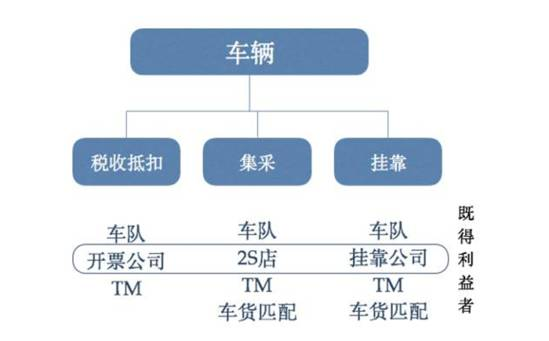 车辆
税收抵扣 集采 挂靠
车队 车队 车队
开票公司 2S店 挂靠公司
TM TM TM
车货匹配 车货匹配
既得利益者